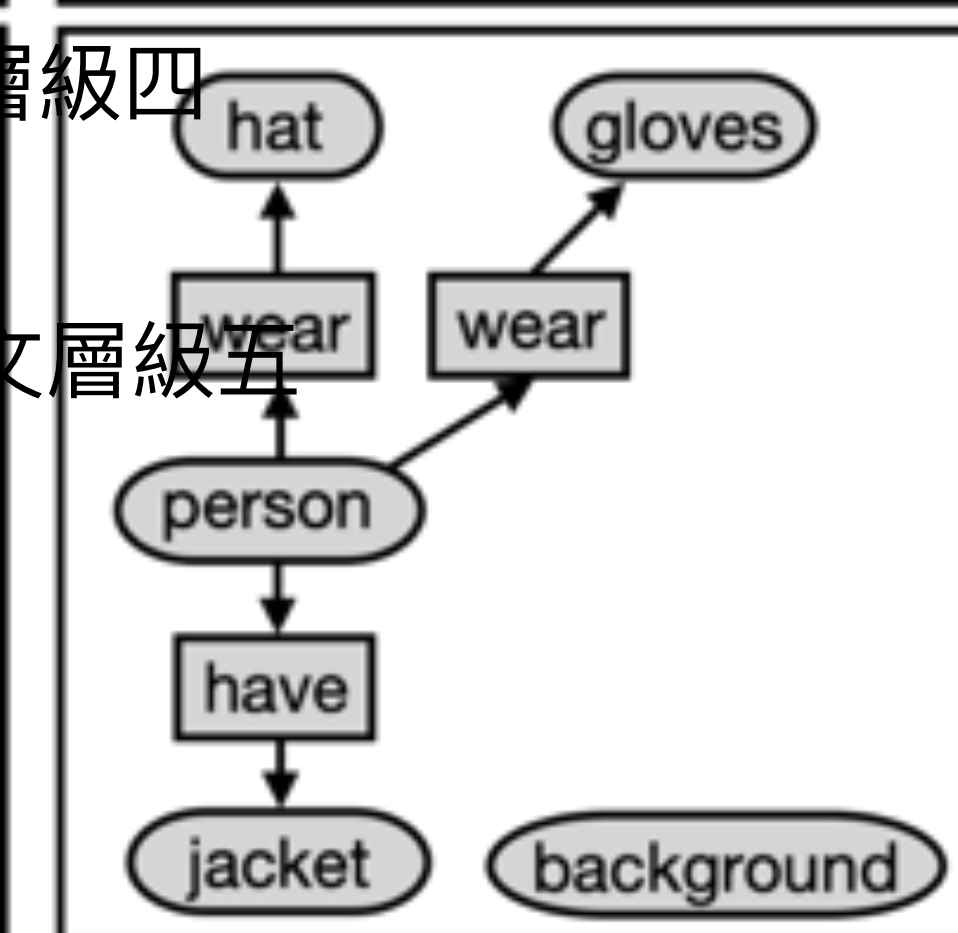 層級四
hat
gloves
wear
wear
文層級五
person
have
jacket
background